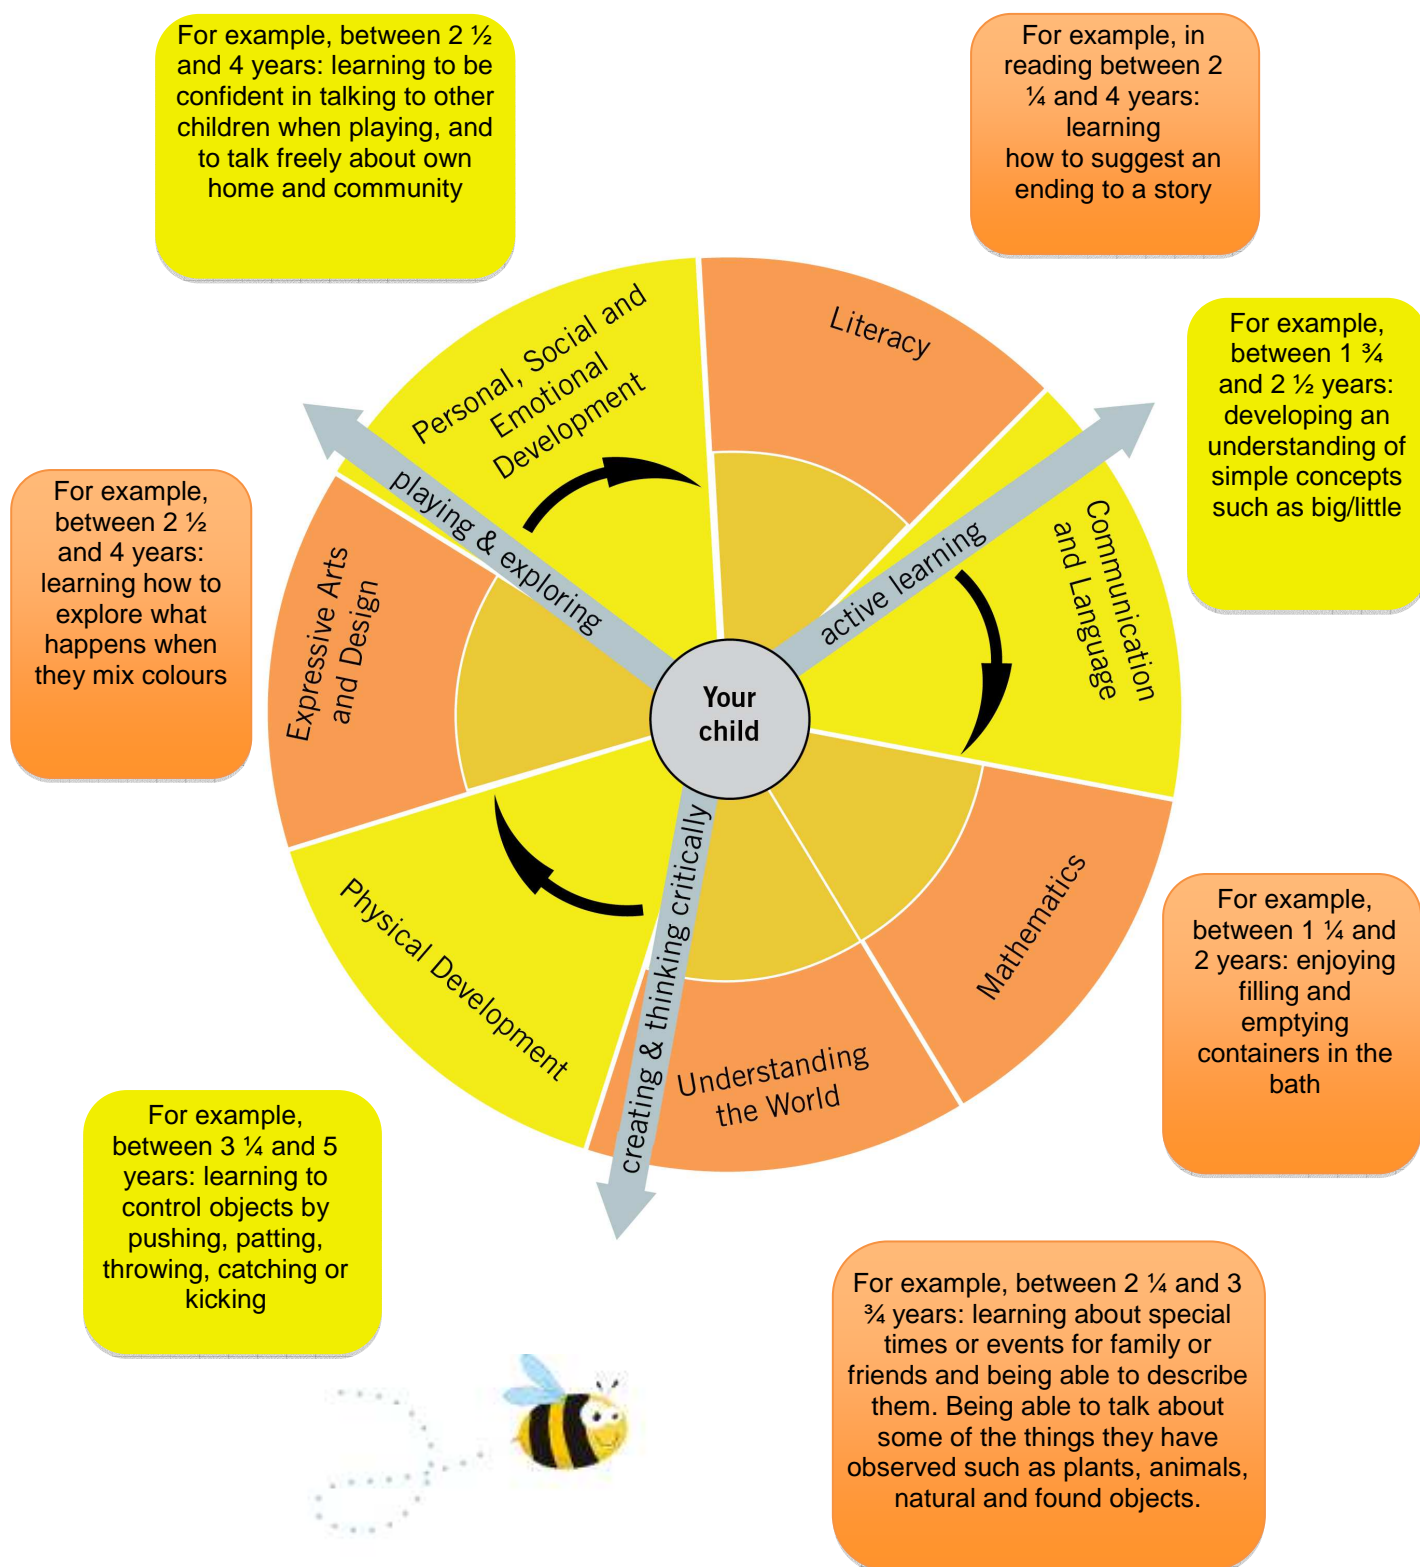 For example, between 2 ½
and 4 years: learning to be
confident in talking to other
children when playing, and
to talk freely about own
home and community
For example, in
reading between 2
¼ and 4 years:
learning
how to suggest an
ending to a story
For example,
between 1 ¾
and 2 ½ years:
developing an
understanding of
simple concepts
such as big/little
For example,
between 2 ½
and 4 years:
learning how to
explore what
happens when
they mix colours
Personal, Social and
Emotional
Development
Literacy
Communication
and Language
Expressive Arts
and Design
playing & exploring
active learning
Your
child
creating & thinking critically
Physical Development
Mathematics
Understanding
the World
For example,
between 1 ¼ and
2 years: enjoying
filling and
emptying
containers in the
bath
For example,
between 3 ¼ and 5
years: learning to
control objects by
pushing, patting,
throwing, catching or
kicking
For example, between 2 ¼ and 3
¾ years: learning about special
times or events for family or
friends and being able to describe
them. Being able to talk about
some of the things they have
observed such as plants, animals,
natural and found objects.